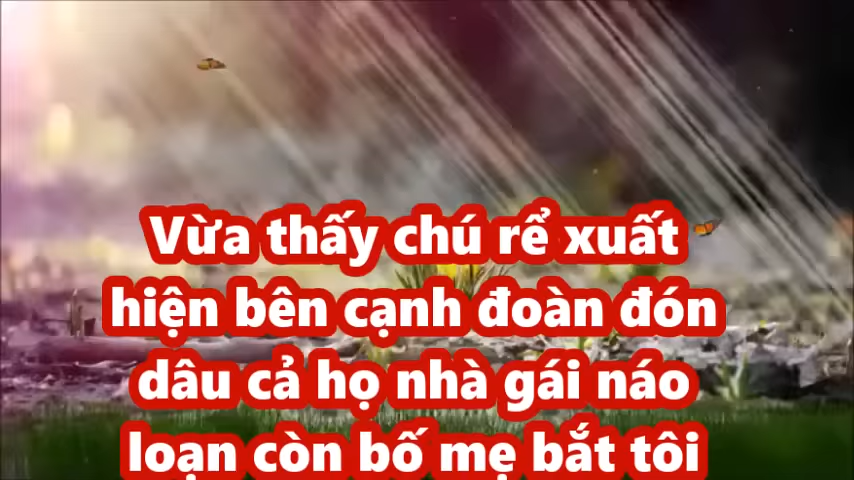 Vừa thấy chú rể xuất
hiện bên cạnh đoàn đón
dâu cả họ nhà gái náo
loạn còn bố mẹ bắt tôi